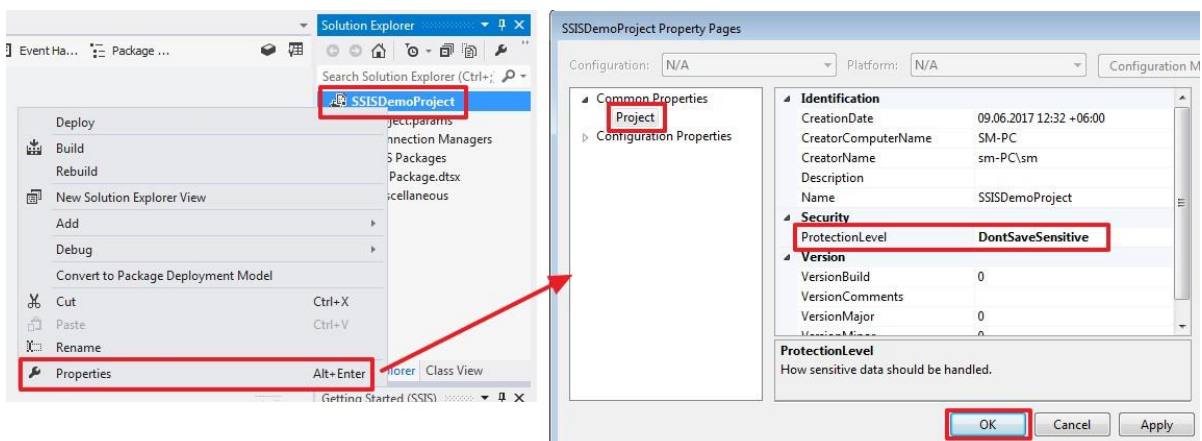 Solution Explorer
Event Ha... Package ...
Search Solution Explorer (Ctrl+;
SSISDemoProject
ject.params
nnection Managers
S Packages
Package.dtsx
cellaneous
Deploy
Build
Rebuild
New Solution Explorer View
Add
Debug
Convert to Package Deployment Model
Cut Ctrl+X
Paste Ctrl+V
Rename
Properties Alt+Enter
lorer Class View
Getting Started (SSIS)
SSISDemoProject Property Pages
Configuration: N/A Platform: N/A Configuration M
Common Properties
Project
Configuration Properties
Identification
CreationDate 09.06.2017 12:32 +06:00
CreatorComputerName SM-PC
CreatorName sm-PC\sm
Description
Name SSISDemoProject
Security
ProtectionLevel DontSaveSensitive
Version
VersionBuild 0
VersionComments
VersionMajor 0
VersionMinor 0
ProtectionLevel
How sensitive data should be handled.
OK Cancel Apply